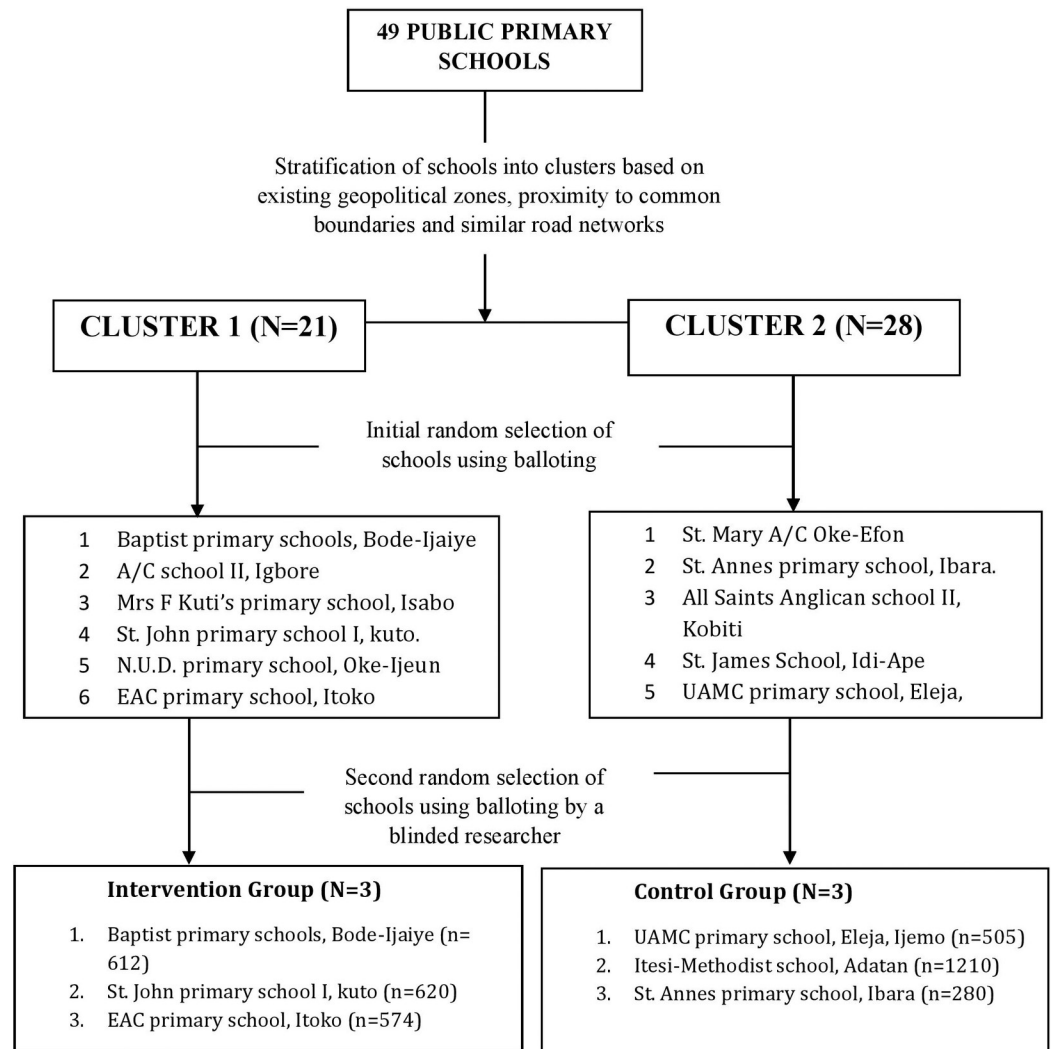 49 PUBLIC PRIMARY
SCHOOLS
Stratification of schools into clusters based on
existing geopolitical zones, proximity to common
boundaries and similar road networks
CLUSTER 1 (N=21)
CLUSTER 2 (N=28)
Initial random selection of
schools using balloting
1 Baptist primary schools, Bode-Ijaiye
2 A/C school II, Igbore
3 Mrs F Kuti's primary school, Isabo
4 St. John primary school I, kuto.
5 N.U.D. primary school, Oke-Ijeun
6 EAC primary school, Itoko
1 St. Mary A/C Oke-Efon
2 St. Annes primary school, Ibara.
3 All Saints Anglican school II,
Kobiti
4 St. James School, Idi-Ape
5 UAMC primary school, Eleja,
Second random selection of
schools using balloting by a
blinded researcher
Intervention Group (N=3)
1. Baptist primary schools, Bode-Ijaiye (n=
612)
2. St. John primary school I, kuto (n=620)
3. EAC primary school, Itoko (n=574)
Control Group (N=3)
1. UAMC primary school, Eleja, Ijemo (n=505)
2. Itesi-Methodist school, Adatan (n=1210)
3. St. Annes primary school, Ibara (n=280)